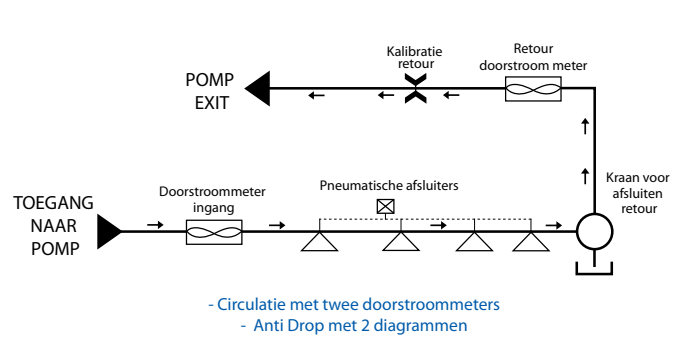 Kalibratie
retour
Retour
doorstroom meter
POMP
EXIT
Kraan voor
afsluiten
retour
Doorstroommeter
ingang
Pneumatische afsluiters
TOEGANG
NAAR
POMP
- Circulatie met twee doorstroommeters
- Anti Drop met 2 diagrammen